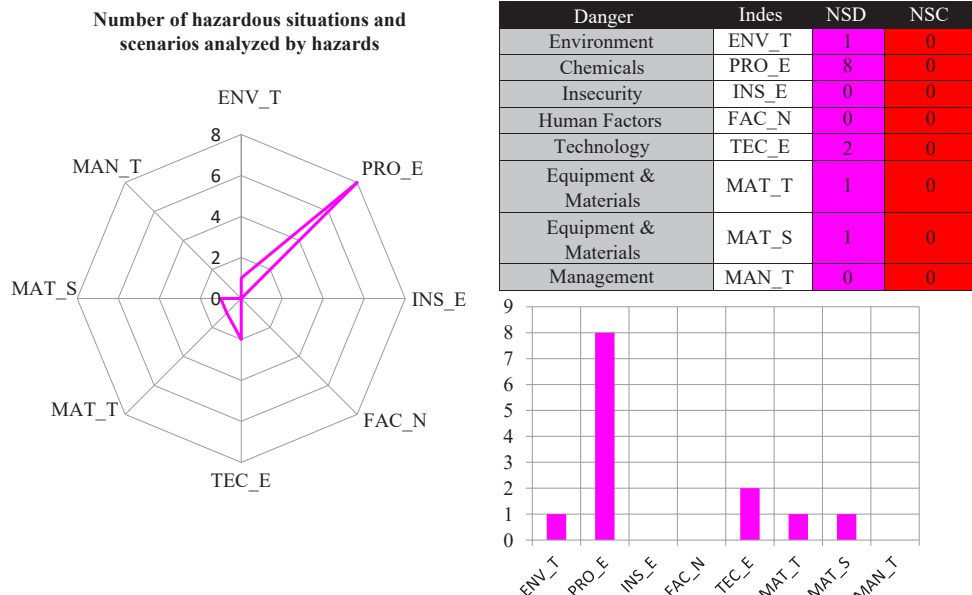 Number of hazardous situations and
scenarios analyzed by hazards
ENV_T
PRO_E
INS_E
FAC_N
TEC_E
MAT_T
MAT_S
MAN_T
8
6
4
2
0
Danger Indes NSD NSC
Environment ENV_T 1 0
Chemicals PRO_E 8 0
Insecurity INS_E 0 0
Human Factors FAC_N 0 0
Technology TEC_E 2 0
Equipment &
Materials MAT_T 1 0
Equipment &
Materials MAT_S 1 0
Management MAN_T 0 0
9
8
7
6
5
4
3
2
1
0
ENV_T PRO_E INS_E FAC_N TEC_E MAT_T MAT_S MAN_T